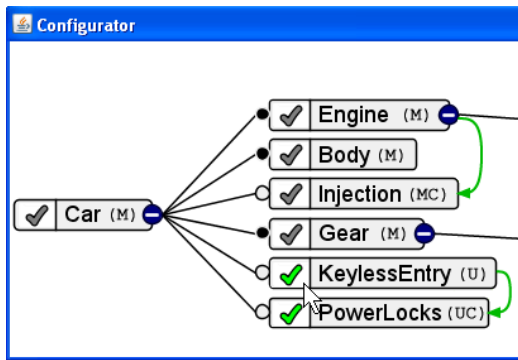 Configurator
Engine (M)
Body (M)
Injection (MC)
Car (M)
Gear (M)
KeylessEntry (U)
PowerLocks (UC)